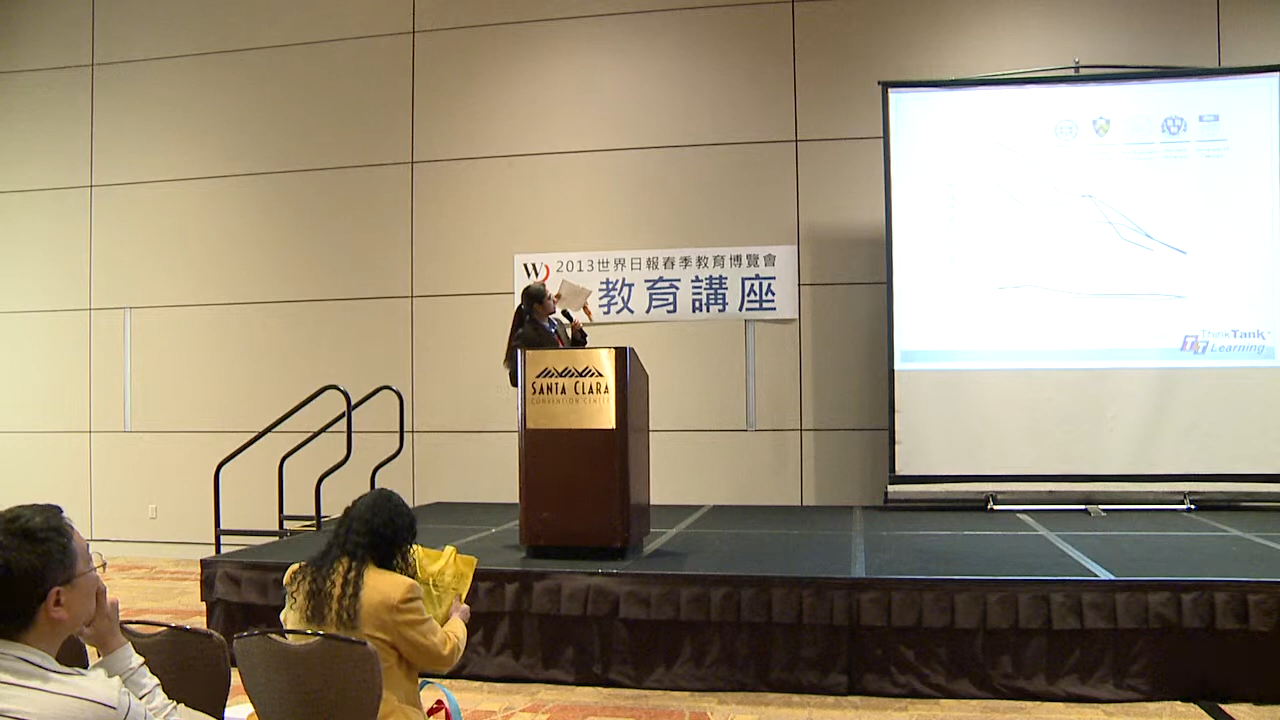 W
2013世界日報春季教育博覽會
教育講座
SANTA CLARA
CONVENTION CENTER
ThinkTank
TT Learning